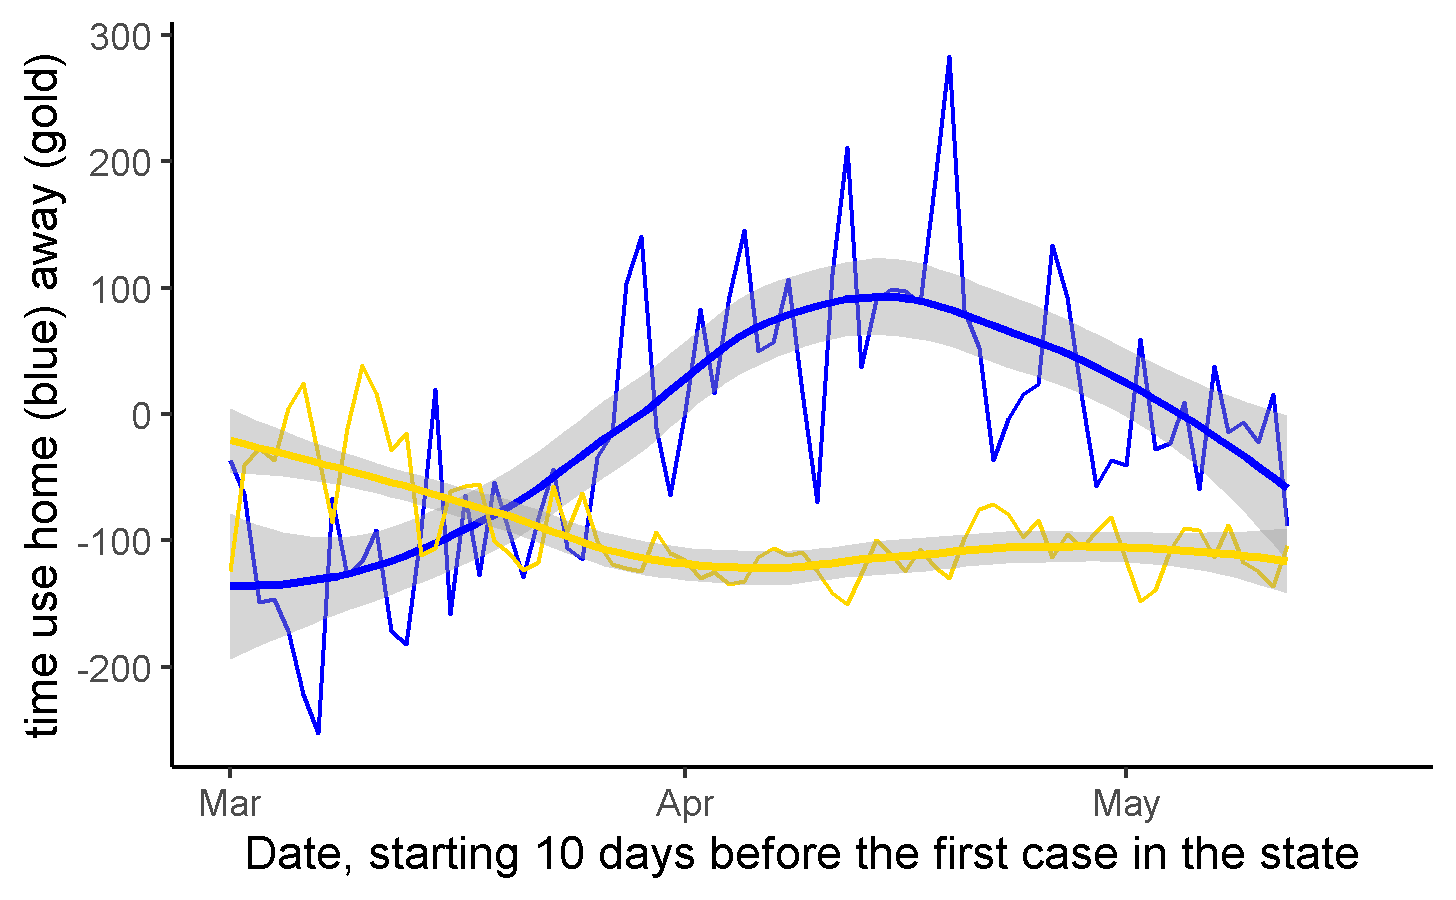 time use home (blue) away (gold)
300
200
100
0
-100
-200
Mar
Apr
May
Date, starting 10 days before the first case in the state